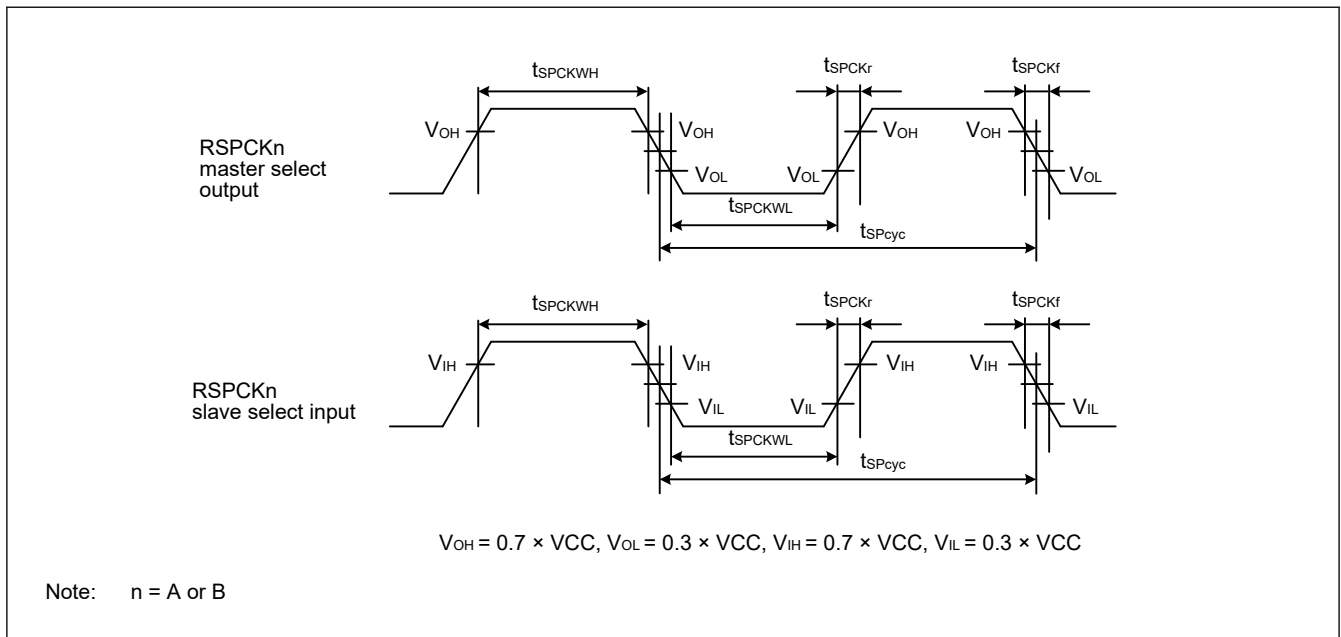 tSPCKWH
tSPCKr
tSPCKf
RSPCKn
master select
output
VOH
VOH
VOL
VOL
VOH
VOH
VOL
tSPCKWL
tSPcyc
tSPCKWH
tSPCKr
tSPCKf
RSPCKn
slave select input
VIH
VIH
VIL
VIL
VIH
VIH
VIL
tSPCKWL
tSPcyc
VOH = 0.7 × VCC, VOL = 0.3 × VCC, VIH = 0.7 × VCC, VIL = 0.3 × VCC
Note: n = A or B